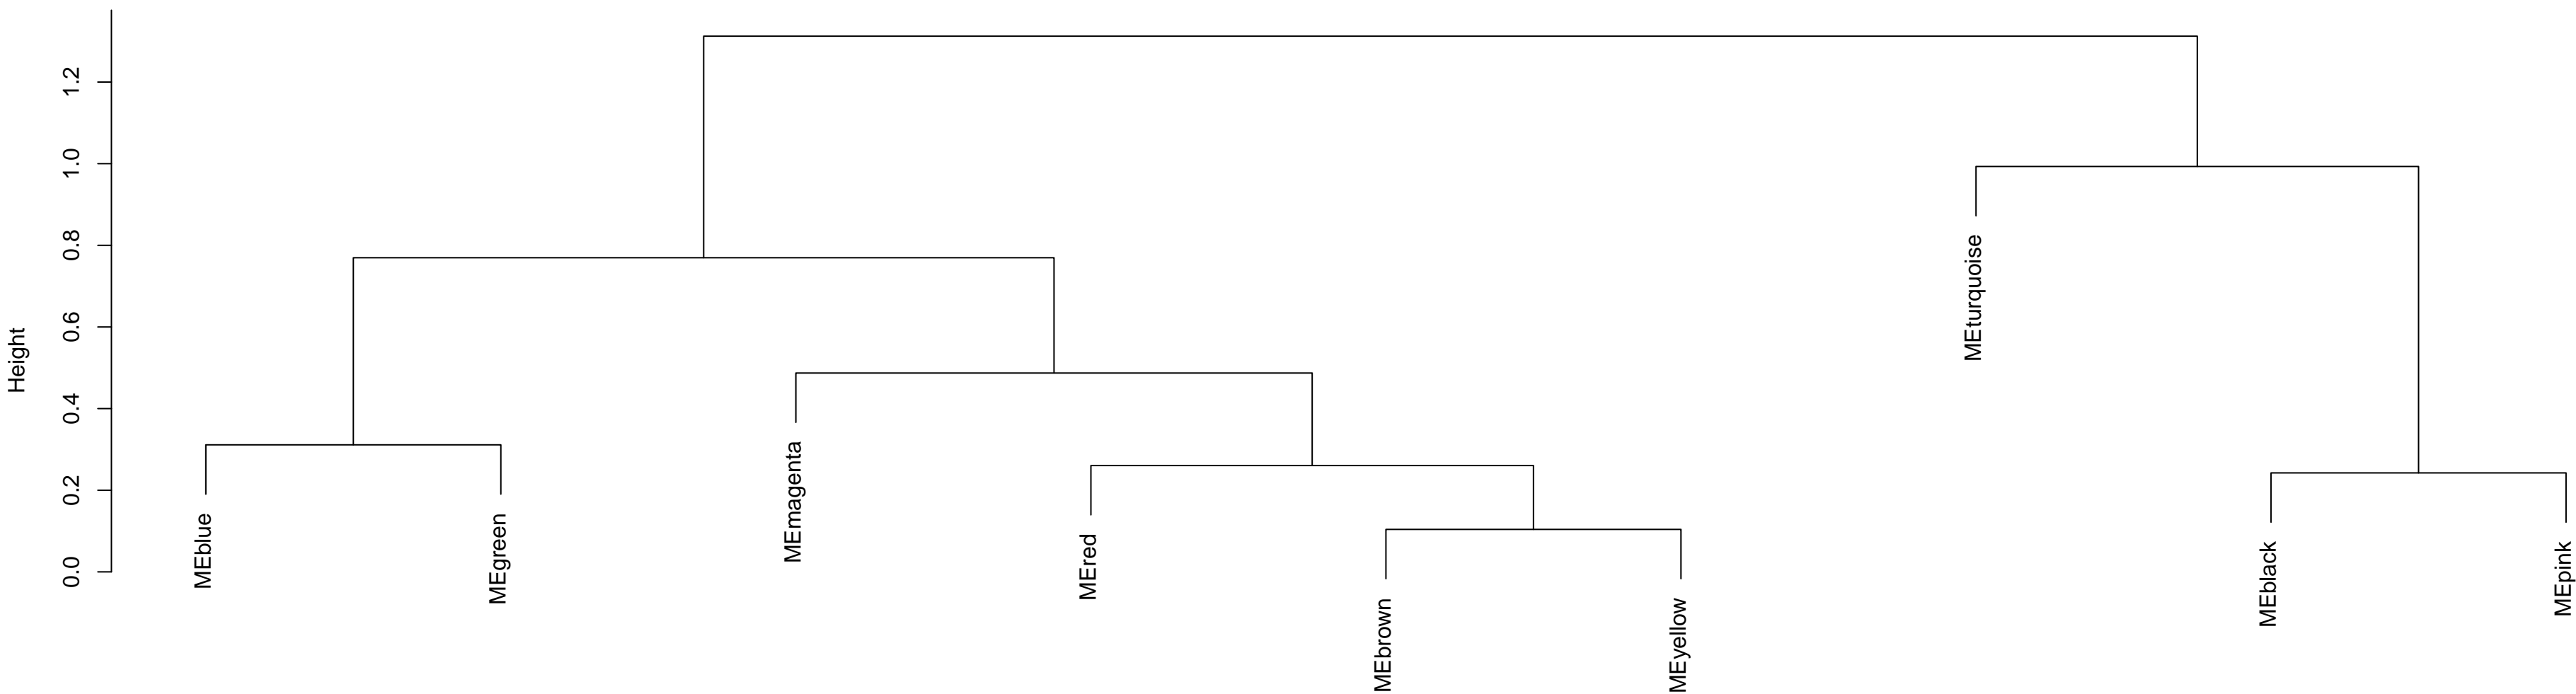 Height
1.2
1.0
0.8
0.6
0.4
0.2
0.0
MEblue
MEgreen
MEmagenta
MEred
MEbrown
MEyellow
MEturquoise
MEblack
MEpink